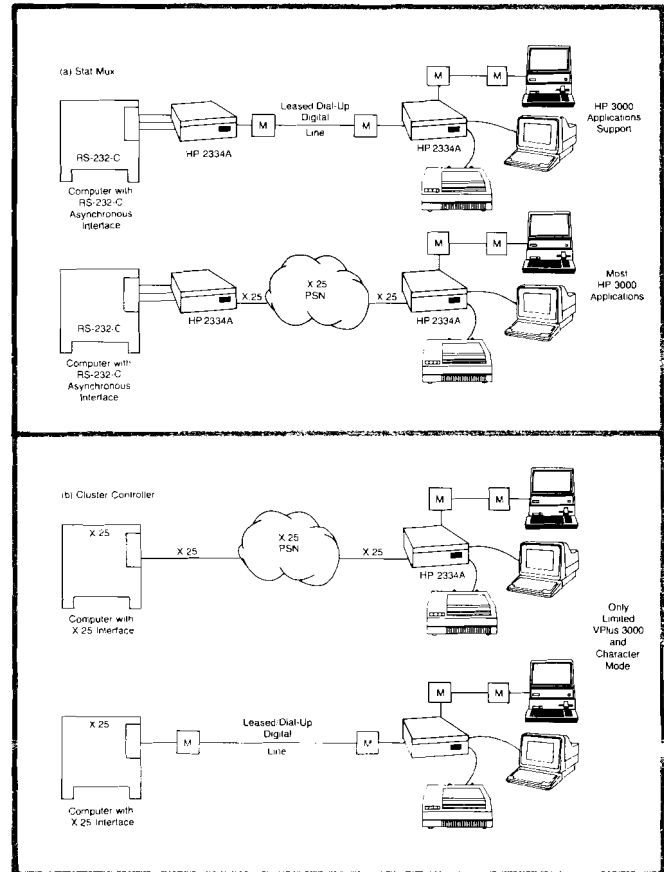 (a) Stat Mux
RS-232-C
Computer with
RS-232-C
Asynchronous
Interface
HP 2334A
M
Leased Dial-Up
Digital
Line
M
HP 2334A
M
M
HP 3000
Applications
Support
RS-232-C
Computer with
RS-232-C
Asynchronous
Interface
HP 2334A
X 25
X 25
PSN
X 25
HP 2334A
M
M
Most
HP 3000
Applications
(b) Cluster Controller
X 25
Computer with
X 25 Interface
X 25
X 25
PSN
X 25
HP 2334A
M
M
Only
Limited
VPlus 3000
and
Character
Mode
X 25
Computer with
X 25 Interface
M
Leased/Dial-Up
Digital
Line
M
M
M